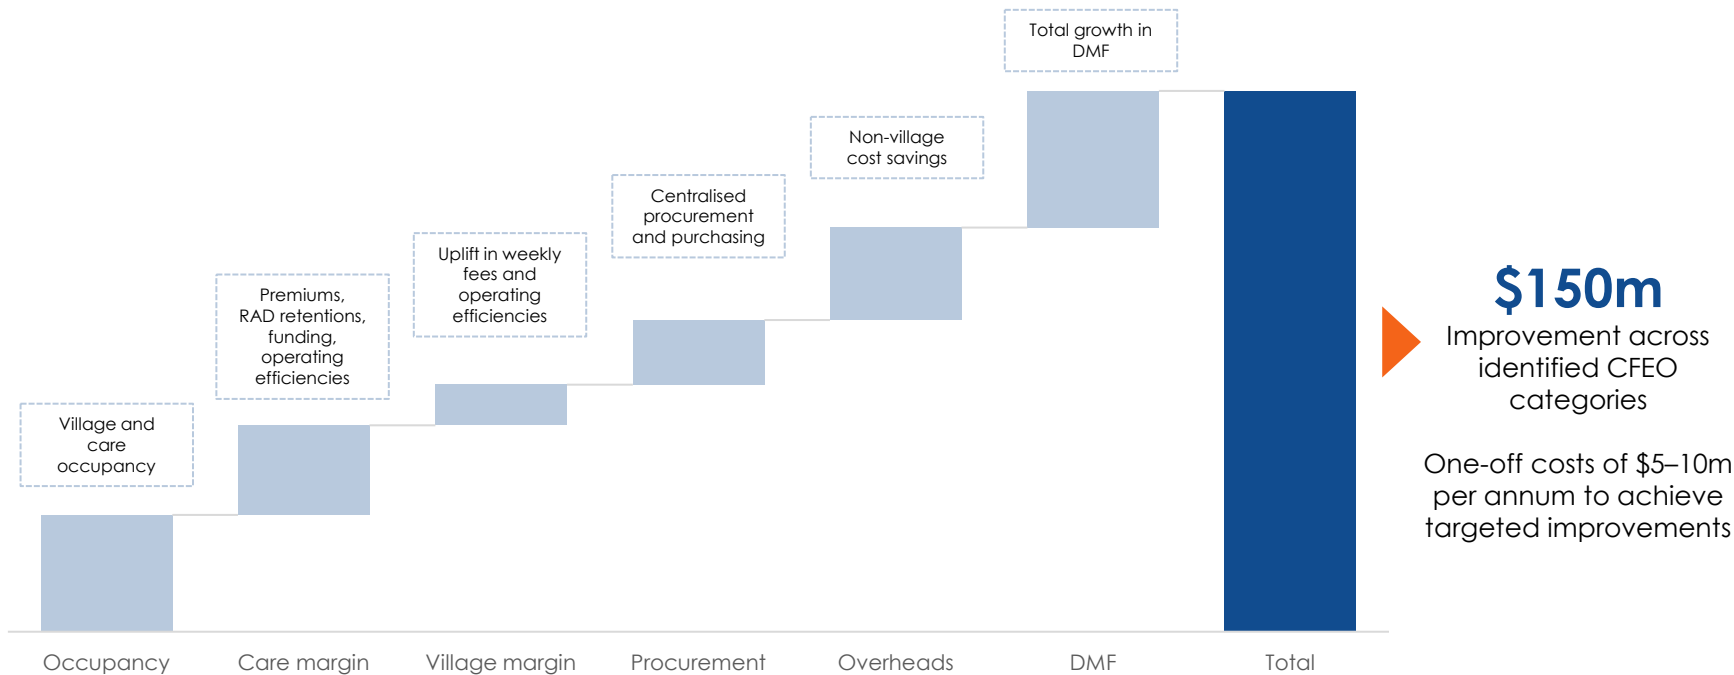 Total growth in
DMF
Non-village
cost savings
Centralised
procurement
and purchasing
Uplift in weekly
fees and
operating
efficiencies
Premiums,
RAD retentions,
funding,
operating
efficiencies
Village and
care
occupancy
$150m
Improvement across
identified CFEO
categories
One-off costs of $5–10m
per annum to achieve
targeted improvements
Occupancy
Care margin
Village margin
Procurement
Overheads
DMF
Total